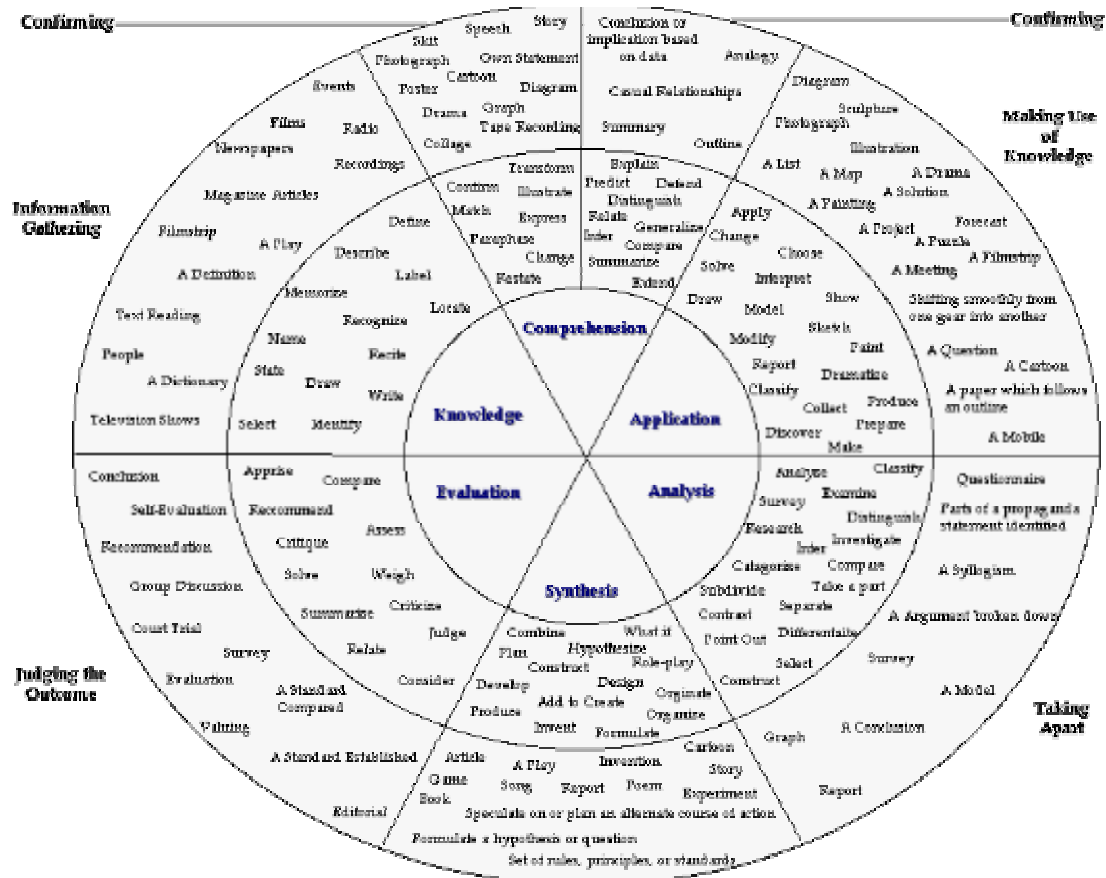 Confirming
Confirming
Skit
Speech
Story
Photograph
Own Statement
Cartoon
Poster
Diagram
Drama
Graph
Tape Recording
Collage
Conclusion or
implication based
on data
Analogy
Casual Relationships
Summary
Outline
Making Use
of
Knowledge
Diagram
Sculpture
Photograph
Illustration
A List
A Map
A Drama
A Solution
A Painting
Forecast
A Project
A Puzzle
A Filmstrip
A Meeting
Shifting smoothly from
one gear into another
A Question
A Cartoon
A paper which follows
an outline
A Mobile
Information
Gathering
Events
Films
Radio
Newspapers
Recordings
Magazine Articles
Filmstrip
A Play
A Definition
Text Reading
People
A Dictionary
Television Shows
Transform
Confirm
Illustrate
Match
Express
Paraphase
Change
Restate
Explain
Predict
Defend
Distinguish
Relate
Generalize
Infer
Compare
Summarize
Extend
Define
Describe
Label
Memorize
Locate
Recognize
Name
Recite
State
Draw
Write
Select
Identify
Apply
Change
Choose
Solve
Interpret
Draw
Show
Model
Sketch
Modify
Paint
Report
Dramatize
Classify
Collect
Produce
Prepare
Discover
Make
Comprehension
Knowledge
Application
Evaluation
Analysis
Synthesis
Apprise
Compare
Reccommend
Assess
Critique
Solve
Weigh
Summarize
Criticize
Judge
Relate
Consider
Analyze
Classify
Survey
Examine
Distinguish
Research
Investigate
Infer
Catagorize
Compare
Subdivide
Take a part
Contrast
Separate
Point Out
Differentaite
Select
Construct
Combine
What if
Plan
Hypothesize
Construct
Role-play
Develop
Design
Add to Create
Orginate
Produce
Organize
Invent
Formulate
Conclusion
Self-Evaluation
Recommendation
Group Discussion
Court Trial
Survey
Evaluation
A Standard
Compared
Valuing
A Standard Established
Editorial
Judging the
Outcome
Questionnaire
Parts of a propaganda
statement identified
A Syllogism
A Argument broken down
Survey
A Model
A Conclusion
Graph
Report
Taking
Apart
Article
A Play
Invention
Cartoon
Story
Game
Song
Report
Poem
Experiment
Book
Speculate on or plan an alternate course of action
Formulate a hypothesis or question
Set of rules, principles, or standards